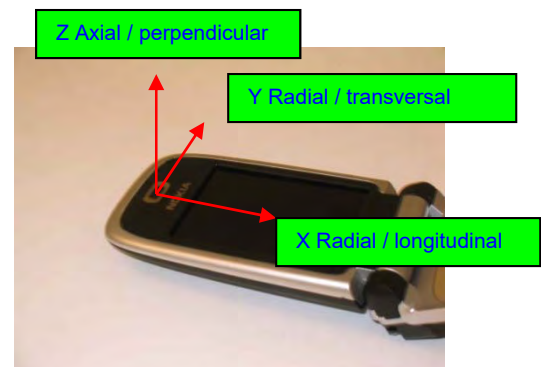 Z Axial / perpendicular
Y Radial / transversal
NOKIA
X Radial / longitudinal